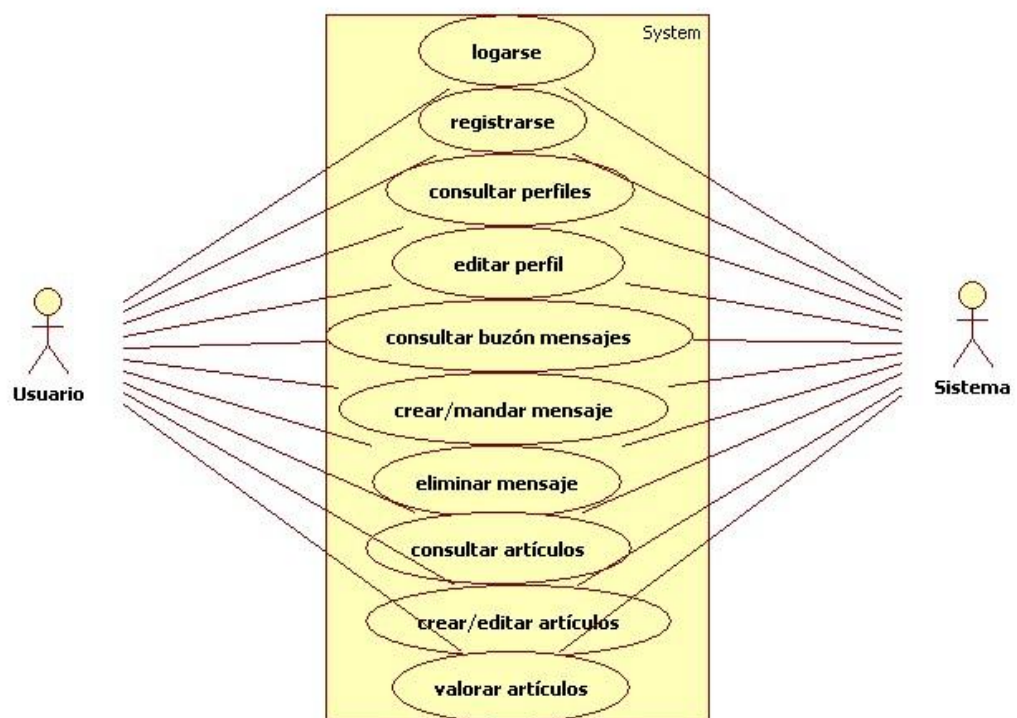 System
logarse
registrarse
consultar perfiles
editar perfil
consultar buzón mensajes
Usuario
Sistema
crear/mandar mensaje
eliminar mensaje
consultar artículos
crear/editar artículos
valorar artículos